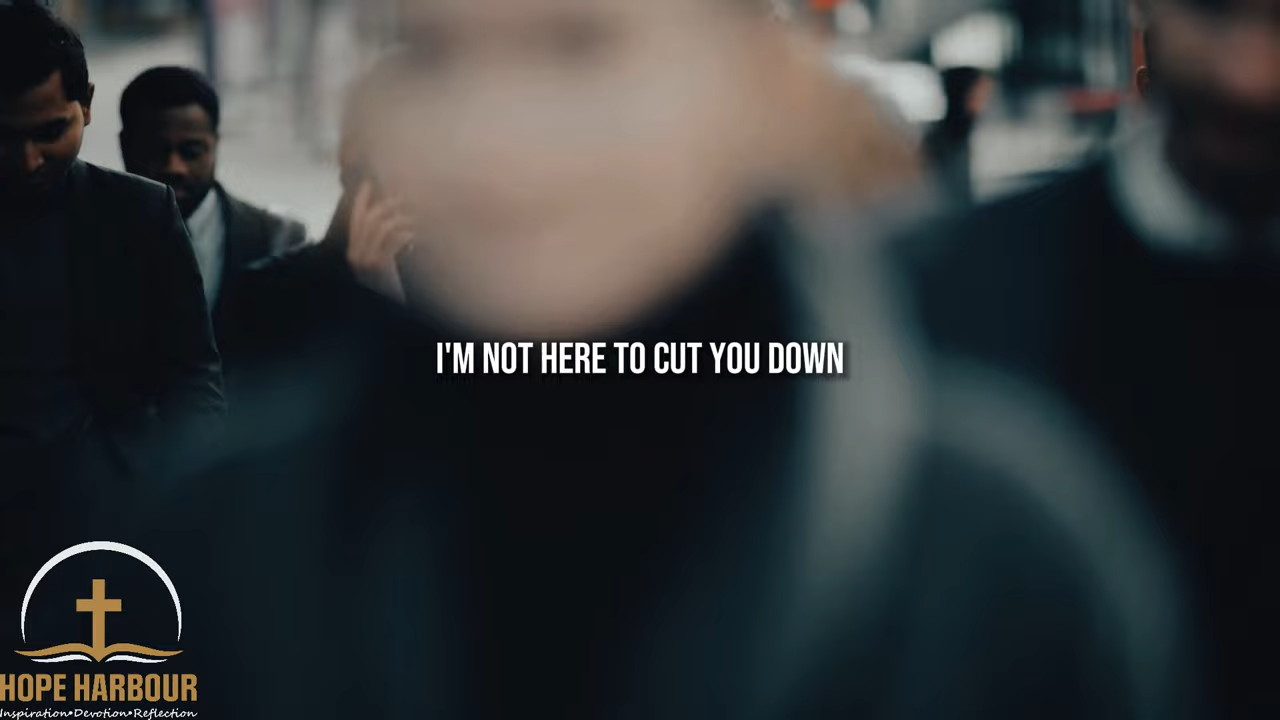 I'M NOT HERE TO CUT YOU DOWN
HOPE HARBOUR
Inspiration•Devotion•Reflection